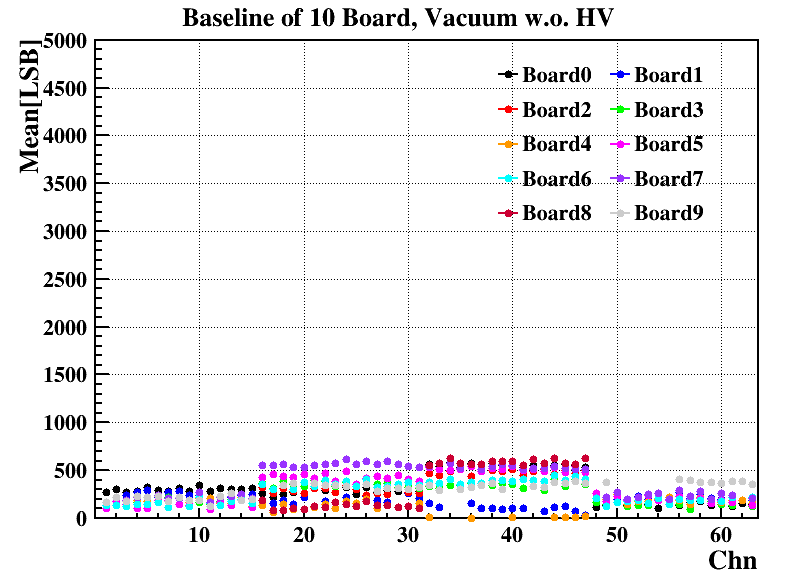 Baseline of 10 Board, Vacuum w.o. HV
Mean[LSB]
5000
4500
4000
3500
3000
2500
2000
1500
1000
500
0
Board0 Board1
Board2 Board3
Board4 Board5
Board6 Board7
Board8 Board9
10 20 30 40 50 60
Chn